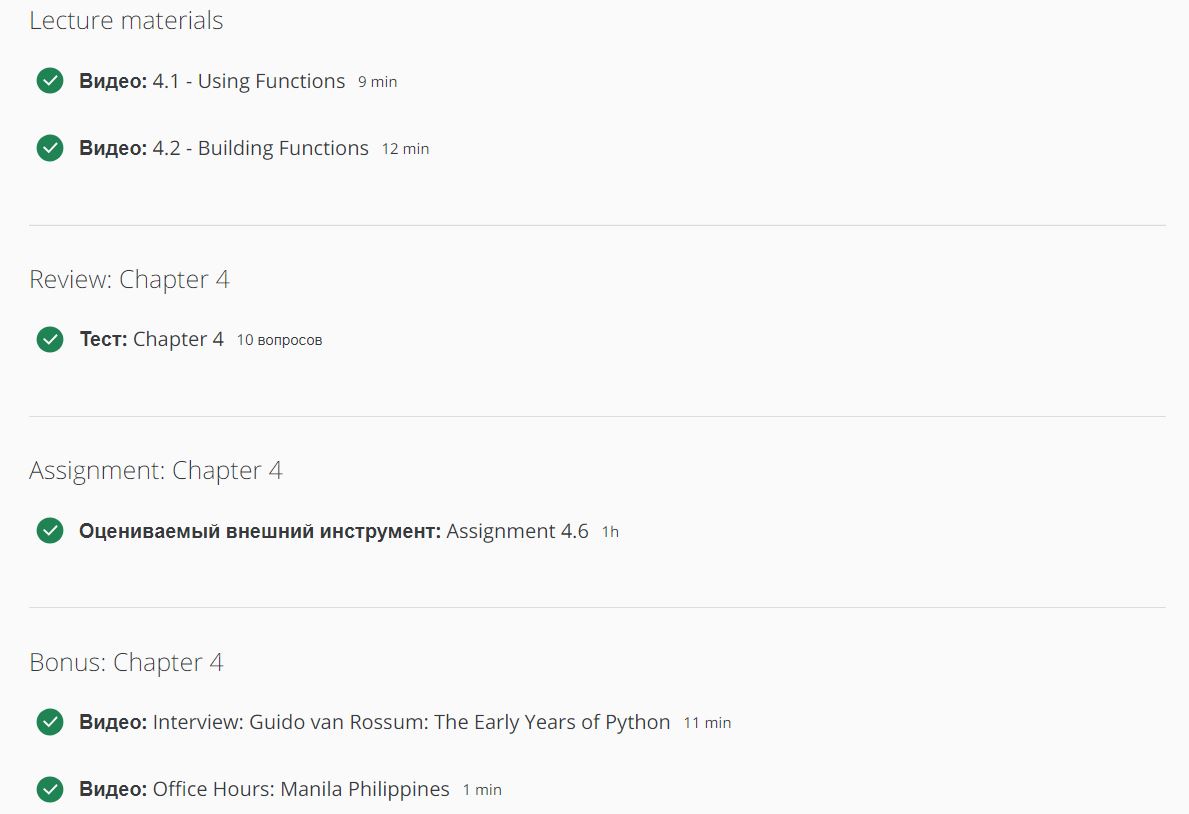 Lecture materials
Видео: 4.1 - Using Functions 9 min
Видео: 4.2 - Building Functions 12 min
Review: Chapter 4
Тест: Chapter 4 10 вопросов
Assignment: Chapter 4
Оцениваемый внешний инструмент: Assignment 4.6 1h
Bonus: Chapter 4
Видео: Interview: Guido van Rossum: The Early Years of Python 11 min
Видео: Office Hours: Manila Philippines 1 min